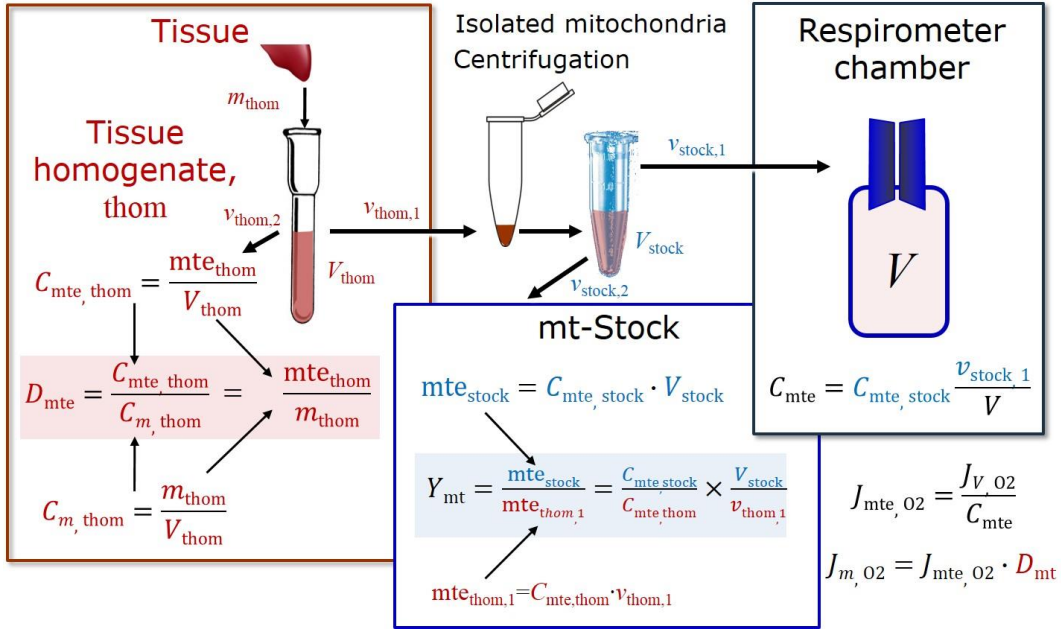 Tissue
m_thom
Tissue
homogenate,
thom
v_thom,2
v_thom,1
V_thom
C_mte, thom = mte_thom / V_thom
D_mte = C_mte, thom / C_m, thom = mte_thom / m_thom
C_m, thom = m_thom / V_thom
Isolated mitochondria
Centrifugation
v_stock,1
V_stock
v_stock,2
mt-Stock
mte_stock = C_mte, stock · V_stock
Y_mt = mte_stock / mte_thom,1 = C_mte,stock / C_mte,thom × V_stock / v_thom,1
mte_thom,1=C_mte,thom·v_thom,1
Respirometer
chamber
V
C_mte = C_mte, stock v_stock, 1 / V
J_mte, O2 = J_V, O2 / C_mte
J_m, O2 = J_mte, O2 · D_mt